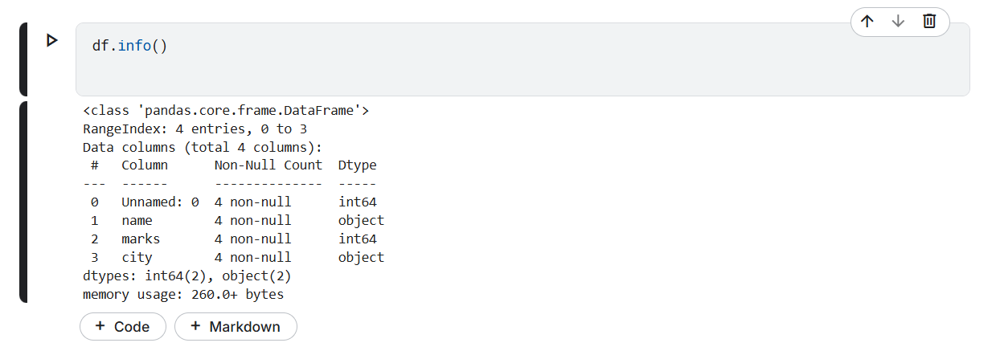 df.info()
<class 'pandas.core.frame.DataFrame'>
RangeIndex: 4 entries, 0 to 3
Data columns (total 4 columns):
 #   Column      Non-Null Count  Dtype
---  ------      --------------  -----
 0   Unnamed: 0  4 non-null      int64
 1   name        4 non-null      object
 2   marks       4 non-null      int64
 3   city        4 non-null      object
dtypes: int64(2), object(2)
memory usage: 260.0+ bytes
+ Code + Markdown